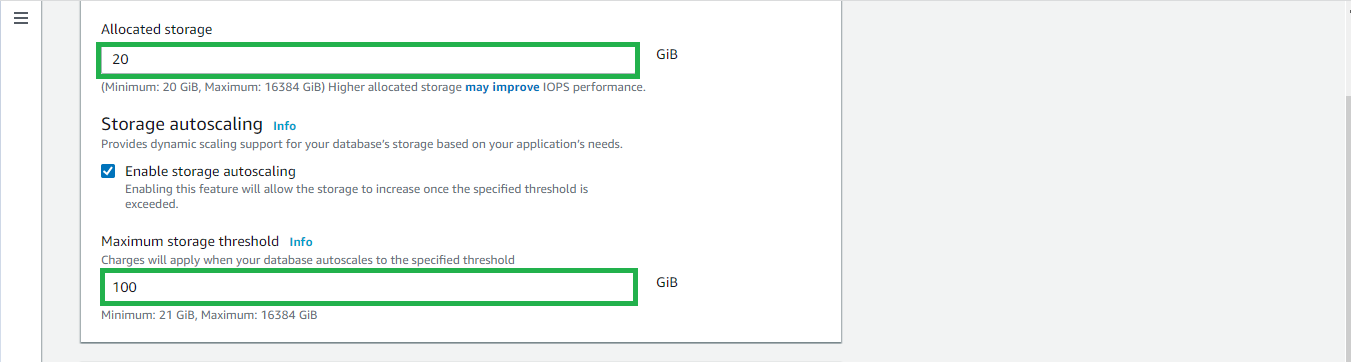 Allocated storage
20 GiB
(Minimum: 20 GiB, Maximum: 16384 GiB) Higher allocated storage may improve IOPS performance.
Storage autoscaling Info
Provides dynamic scaling support for your database's storage based on your application's needs.
Enable storage autoscaling
Enabling this feature will allow the storage to increase once the specified threshold is
exceeded.
Maximum storage threshold Info
Charges will apply when your database autoscales to the specified threshold
100 GiB
Minimum: 21 GiB, Maximum: 16384 GiB